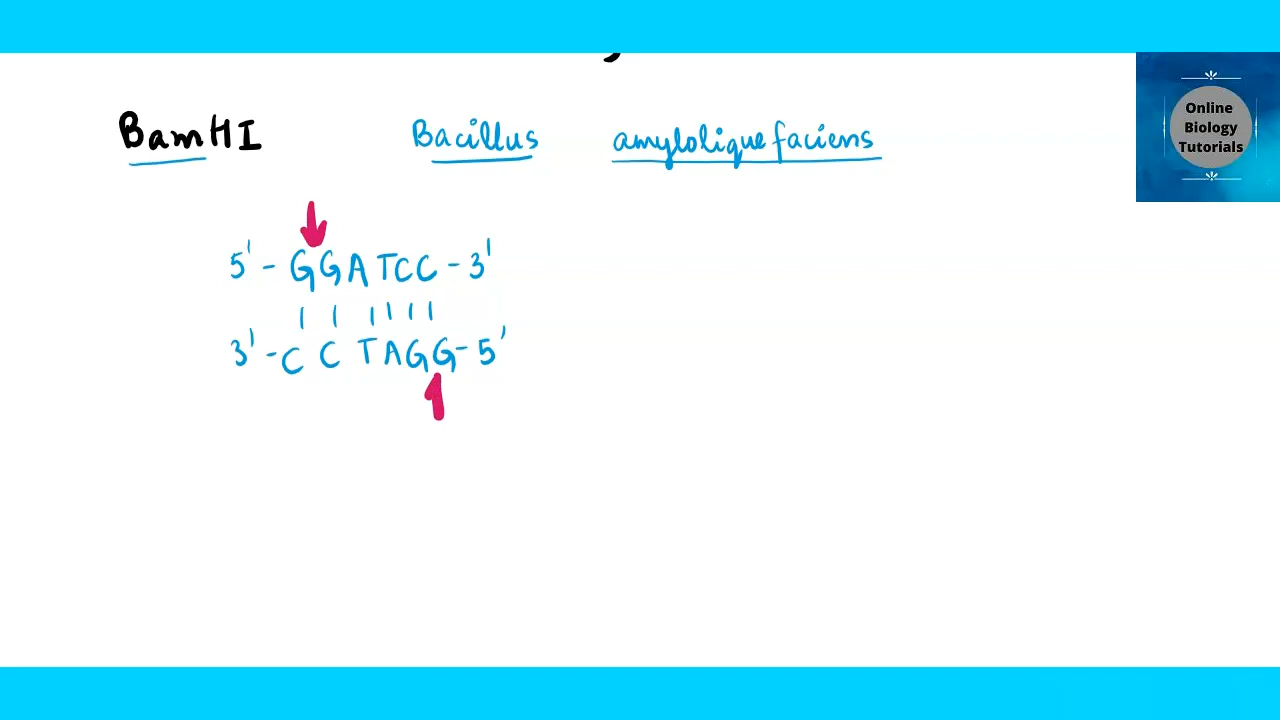 BamHI Bacillus amyloliquefaciens
5' - GGATCC - 3'
3' - CCTAGG - 5'
Online
Biology
Tutorials